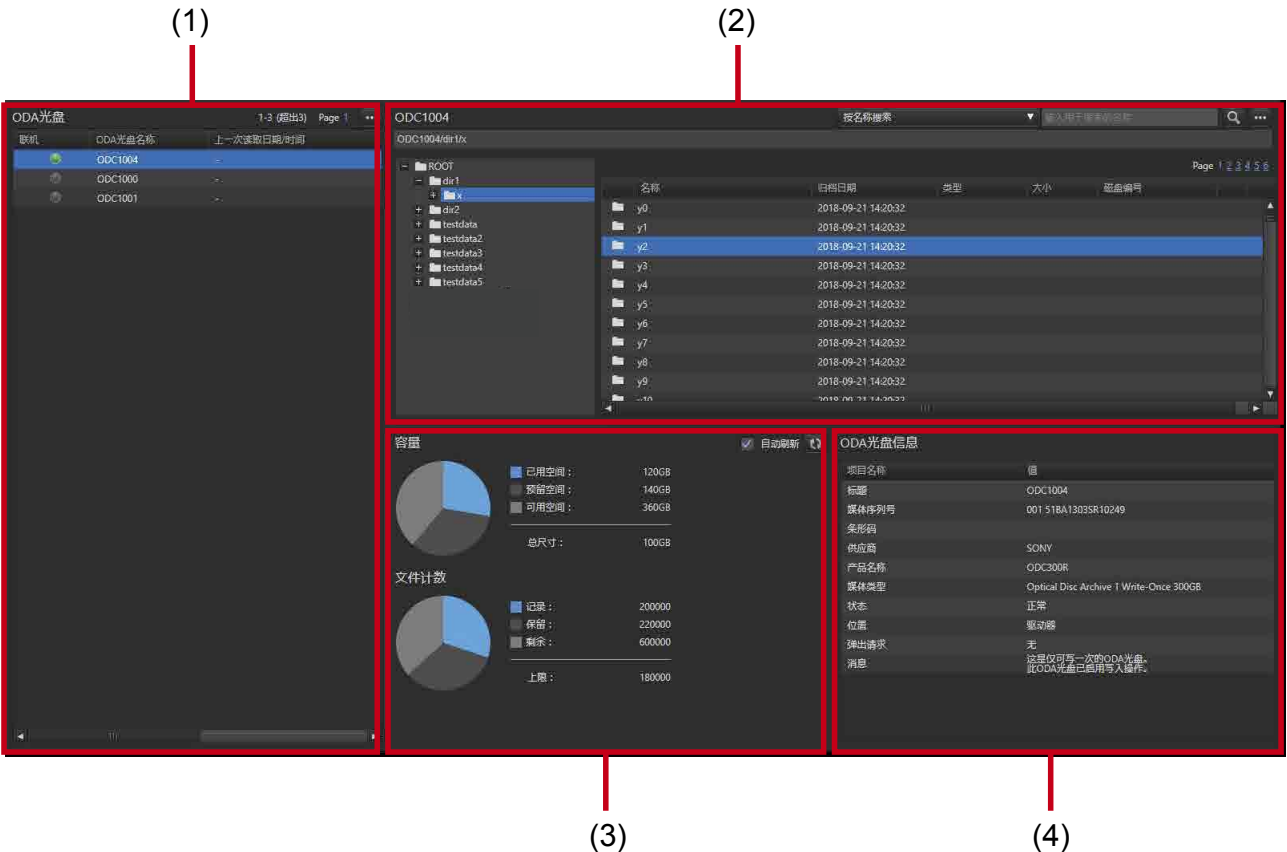 (1)
(2)
ODA光盘 1-3 (超出3) Page 1
联机 ODA光盘名称 上一次读取日期/时间
ODC1004 -
ODC1000 -
ODC1001 -
ODC1004 按名称搜索 输入用于搜索的名称
ODC1004/dir1/x
ROOT
dir1
x
dir2
testdata
testdata2
testdata3
testdata4
testdata5
Page 1 2 3 4 5 6
名称 归档日期 类型 大小 磁盘编号
y0 2018-09-21 14:20:32
y1 2018-09-21 14:20:32
y2 2018-09-21 14:20:32
y3 2018-09-21 14:20:32
y4 2018-09-21 14:20:32
y5 2018-09-21 14:20:32
y6 2018-09-21 14:20:32
y7 2018-09-21 14:20:32
y8 2018-09-21 14:20:32
y9 2018-09-21 14:20:32
y10 2018-09-21 14:20:32
容量 自动刷新
已用空间： 120GB
预留空间： 140GB
可用空间： 360GB
总尺寸： 100GB
文件计数
记录： 200000
保留： 220000
剩余： 600000
上限： 180000
ODA光盘信息
项目名称 值
标题 ODC1004
媒体序列号 001 51BA1303SR10249
条形码
供应商 SONY
产品名称 ODC300R
媒体类型 Optical Disc Archive 1 Write-Once 300GB
状态 正常
位置 驱动器
弹出请求 无
消息 这是仅可写一次的ODA光盘。
此ODA光盘已启用写入操作。
(3)
(4)